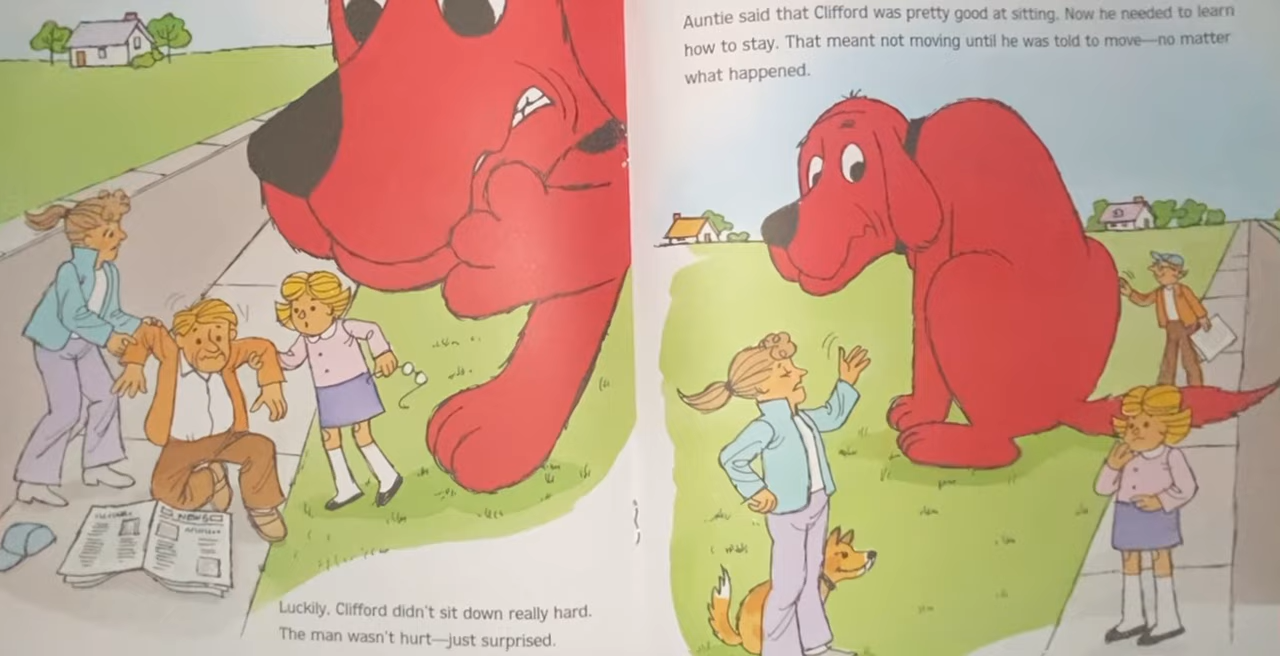 Luckily, Clifford didn't sit down really hard.
The man wasn't hurt—just surprised.
NEWS
Auntie said that Clifford was pretty good at sitting. Now he needed to learn
how to stay. That meant not moving until he was told to move—no matter
what happened.